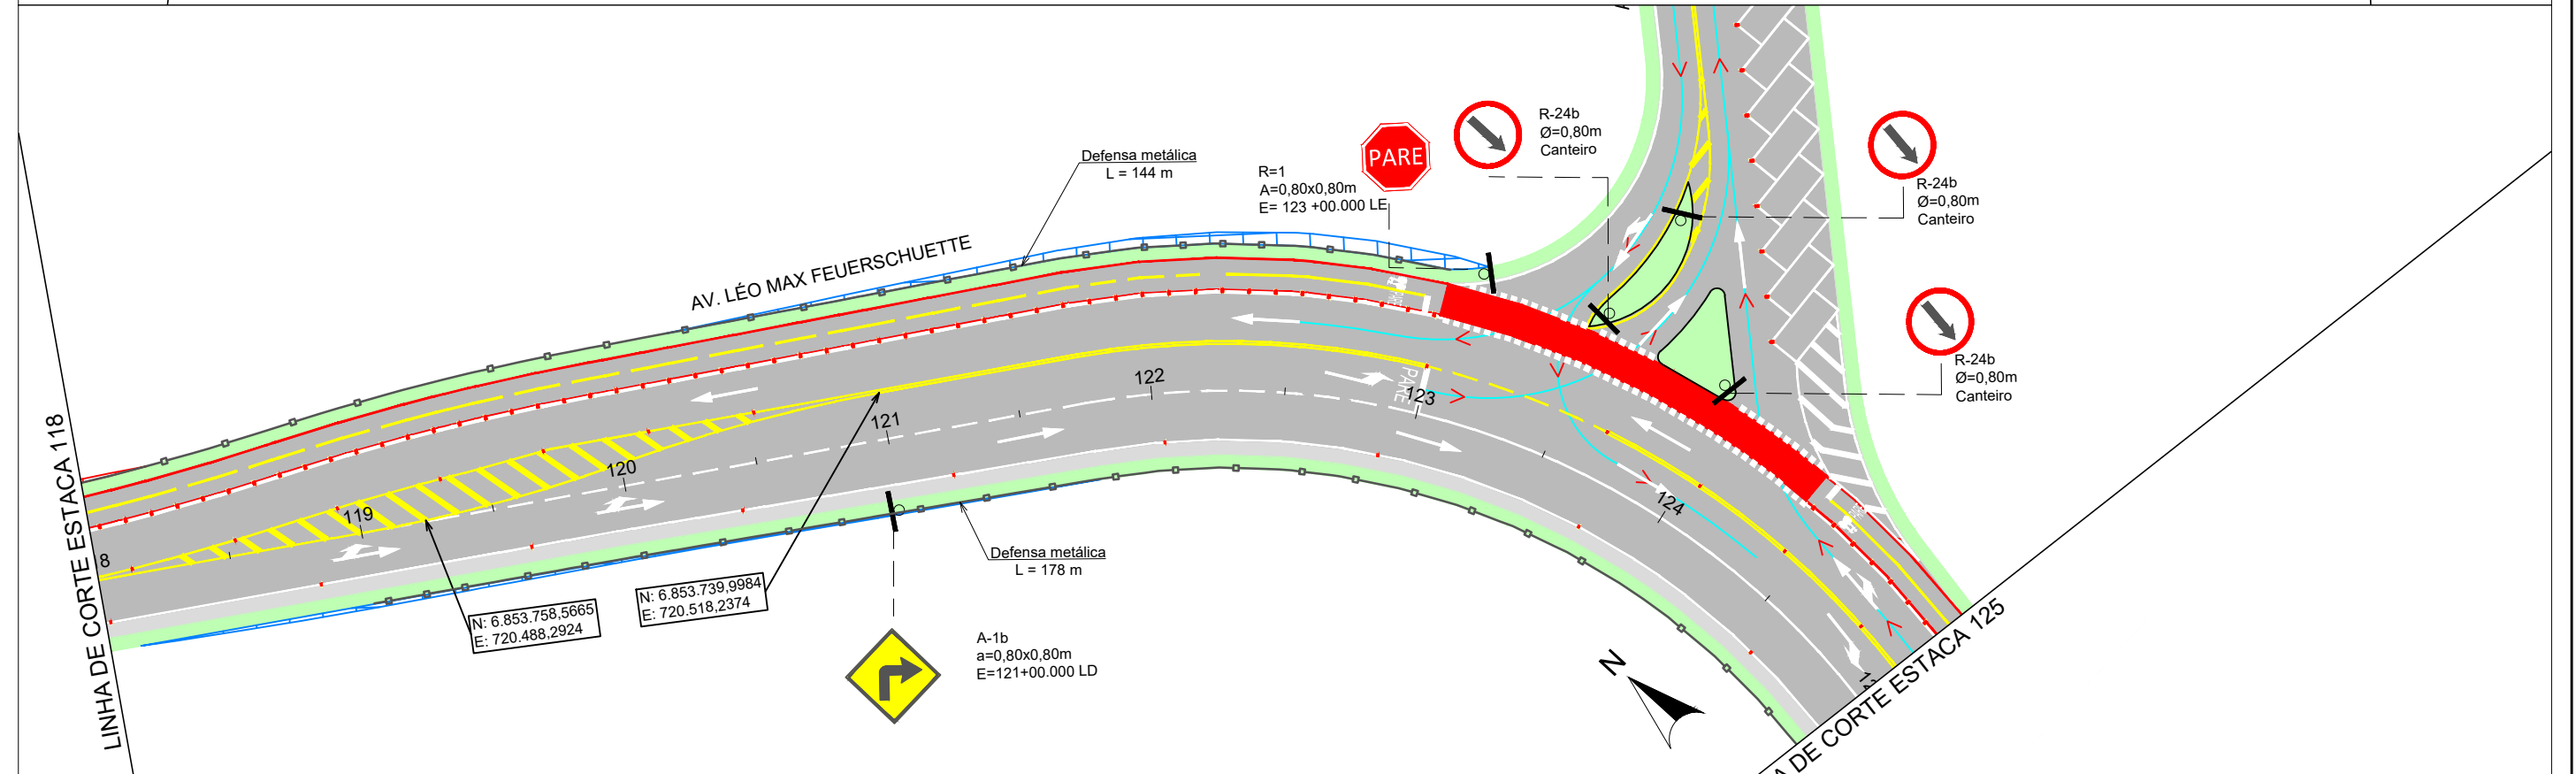 R-24b
Ø=0,80m
Canteiro
PARE
R=1
A=0,80x0,80m
E= 123 +00.000 LE
Defensa metálica
L = 144 m
R-24b
Ø=0,80m
Canteiro
AV. LÉO MAX FEUERSCHUETTE
R-24b
Ø=0,80m
Canteiro
LINHA DE CORTE ESTACA 118
8
119
120
121
122
PARE
123
124
Defensa metálica
L = 178 m
N: 6.853.758,5665
E: 720.488,2924
N: 6.853.739,9984
E: 720.518,2374
A-1b
a=0,80x0,80m
E=121+00.000 LD
N
DE CORTE ESTACA 125